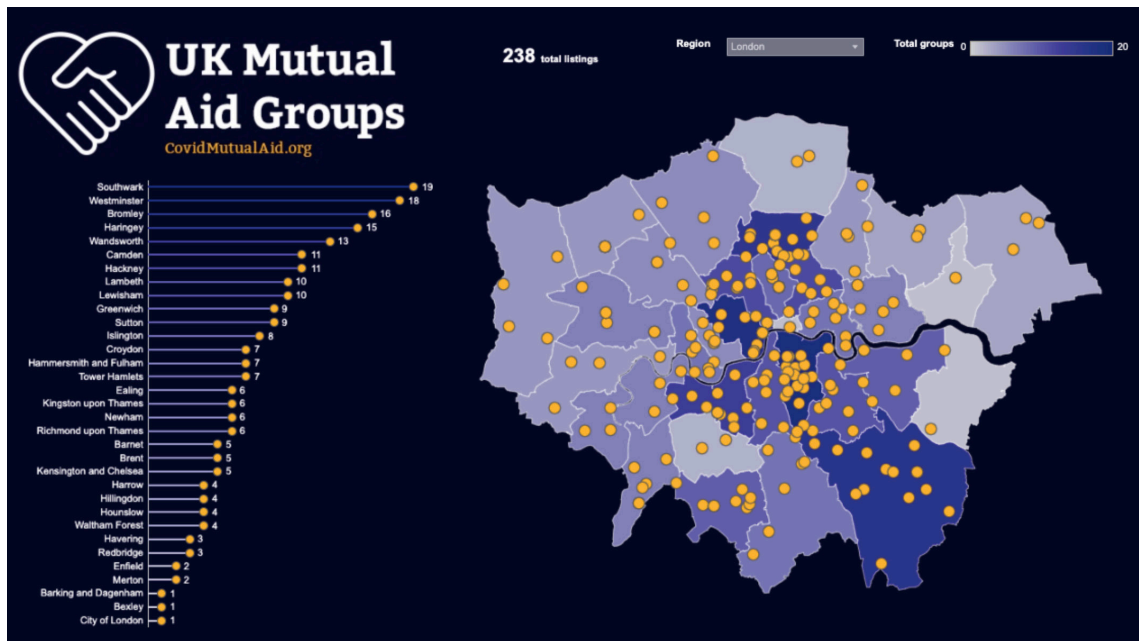 UK Mutual
Aid Groups
CovidMutualAid.org
238 total listings
Region London
Total groups 0 20
Southwark 19
Westminster 18
Bromley 16
Haringey 15
Wandsworth 13
Camden 11
Hackney 11
Lambeth 10
Lewisham 10
Greenwich 9
Sutton 9
Islington 8
Croydon 7
Hammersmith and Fulham 7
Tower Hamlets 7
Ealing 6
Kingston upon Thames 6
Newham 6
Richmond upon Thames 6
Barnet 5
Brent 5
Kensington and Chelsea 5
Harrow 4
Hillingdon 4
Hounslow 4
Waltham Forest 4
Havering 3
Redbridge 3
Enfield 2
Merton 2
Barking and Dagenham 1
Bexley 1
City of London 1